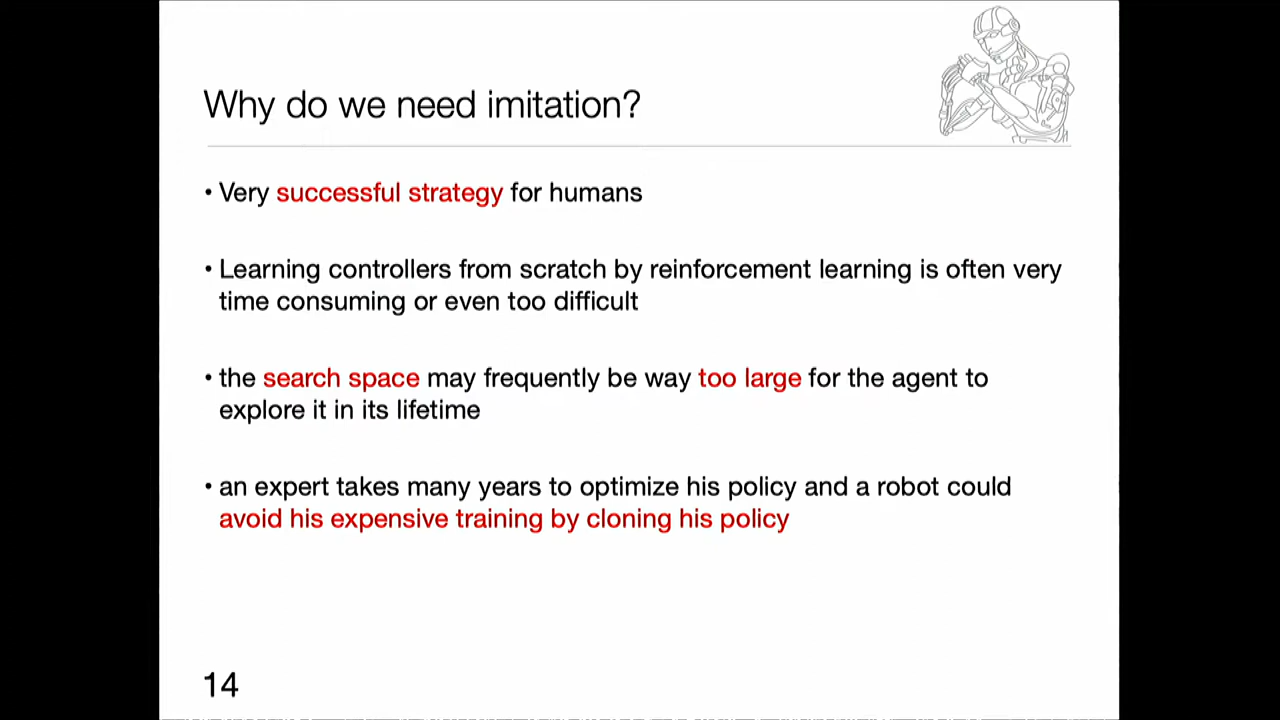 Why do we need imitation?
• Very successful strategy for humans
• Learning controllers from scratch by reinforcement learning is often very
time consuming or even too difficult
• the search space may frequently be way too large for the agent to
explore it in its lifetime
• an expert takes many years to optimize his policy and a robot could
avoid his expensive training by cloning his policy
14